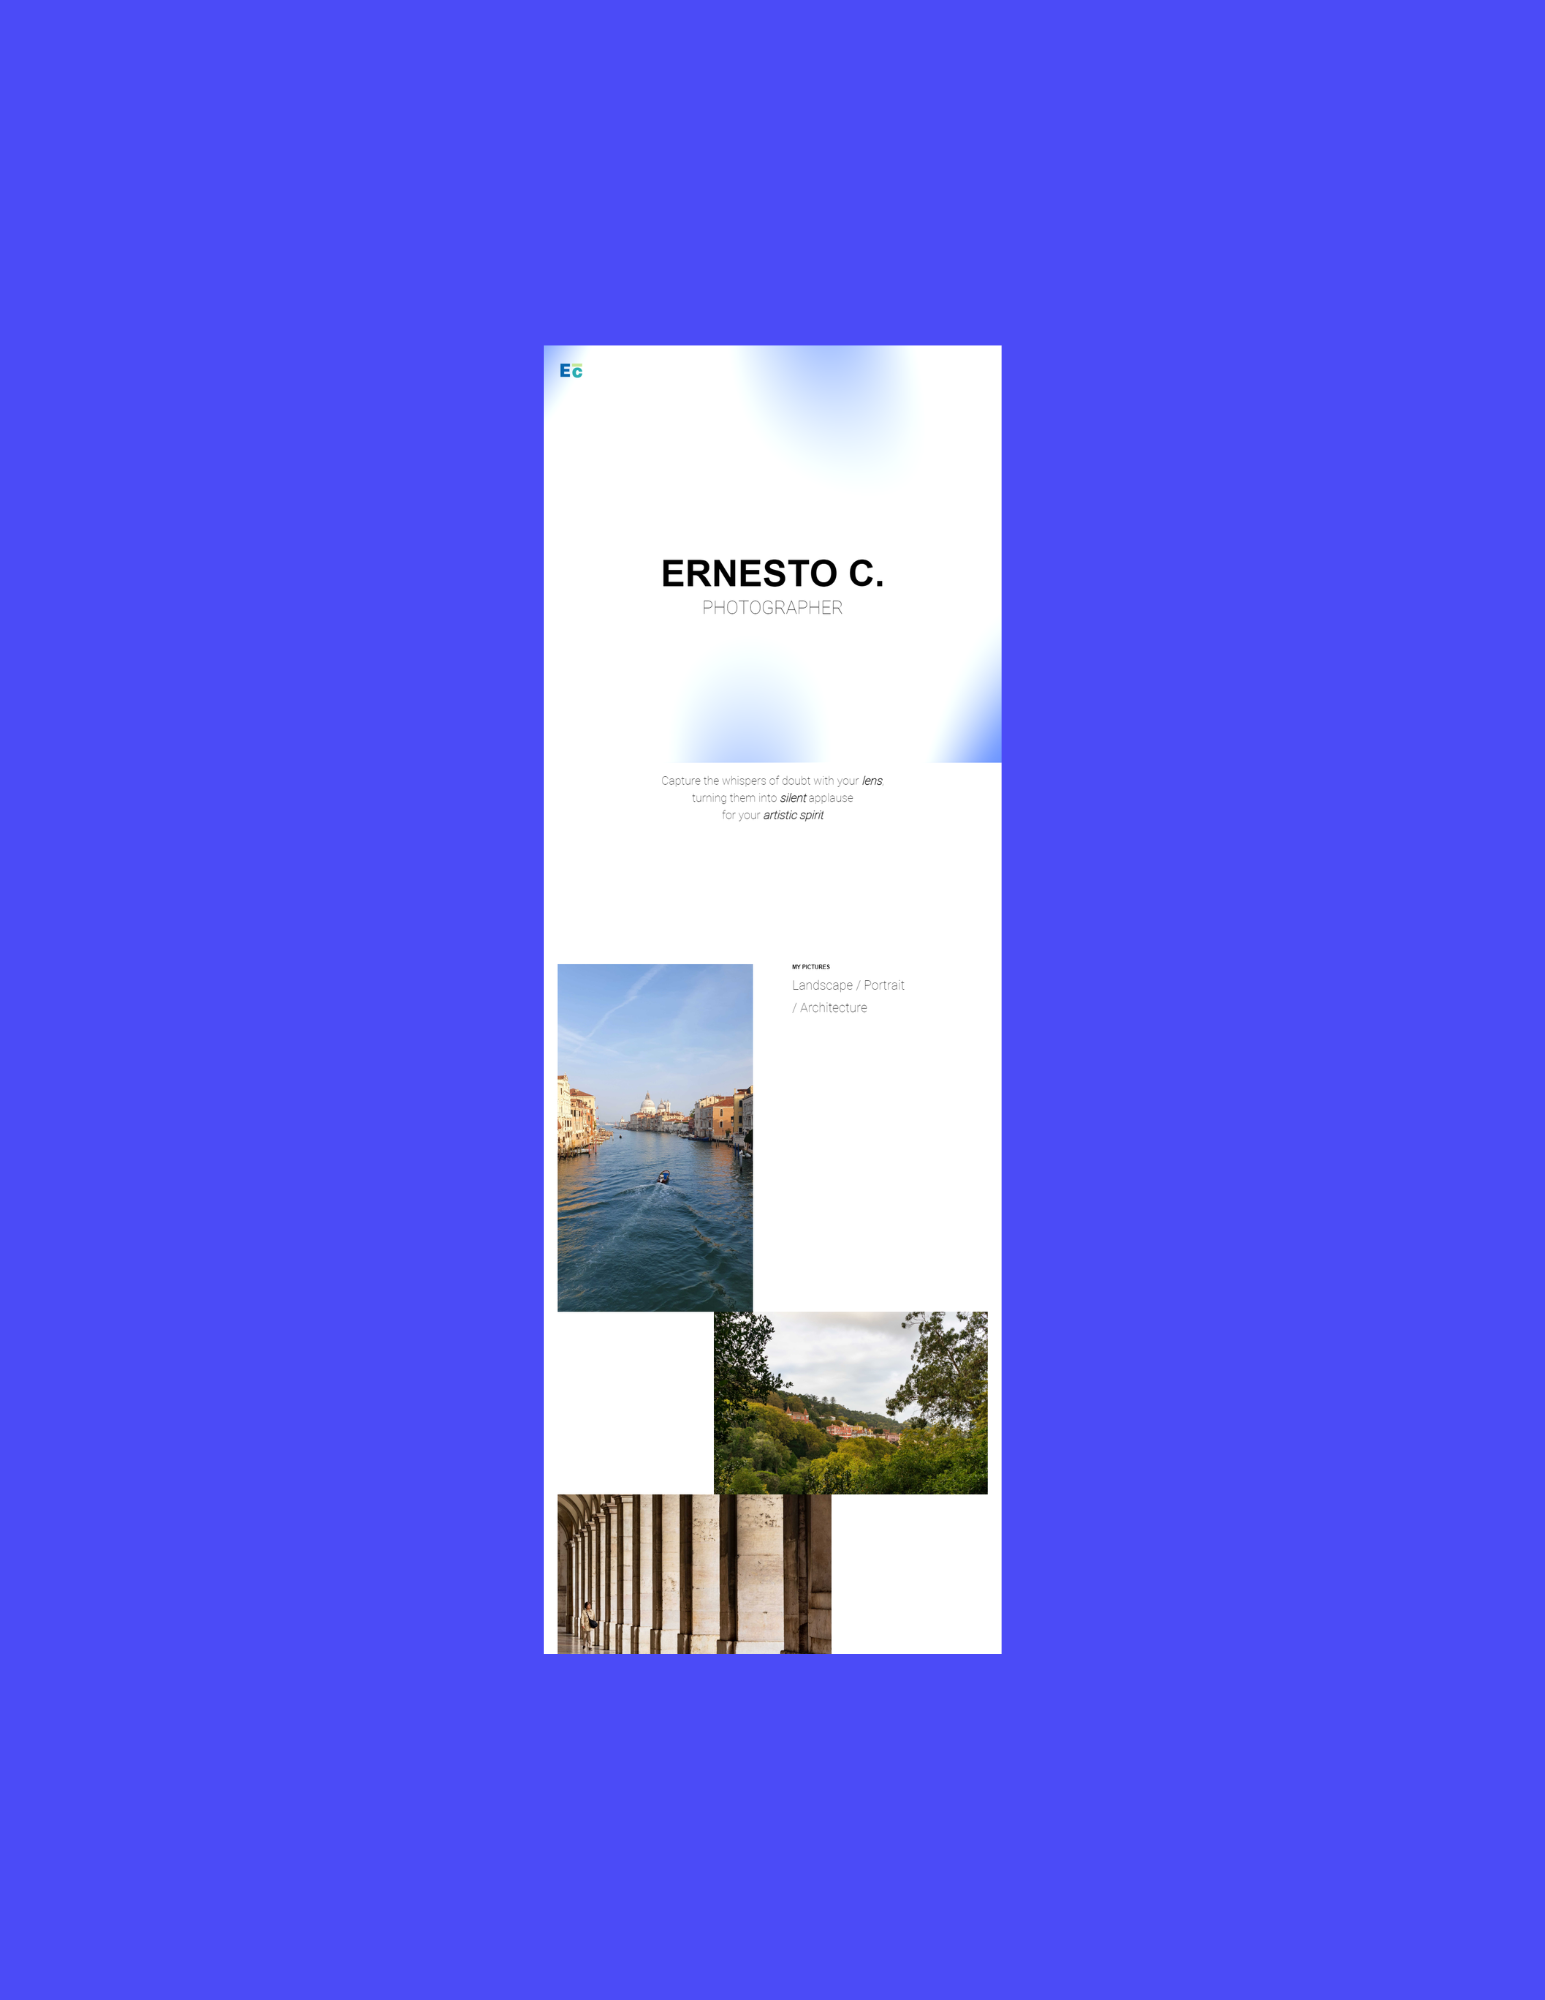 Ec
ERNESTO C.
PHOTOGRAPHER
Capture the whispers of doubt with your lens,
turning them into silent applause
for your artistic spirit
MY PICTURES
Landscape / Portrait
/ Architecture